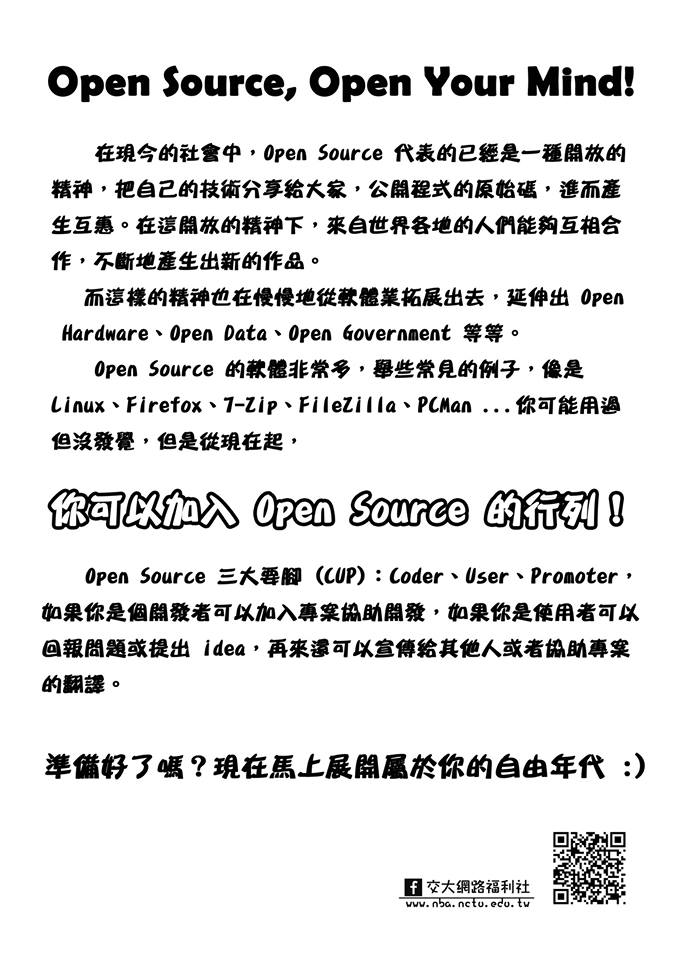 Open Source, Open Your Mind!
在現今的社會中，Open Source 代表的已經是一種開放的
精神，把自己的技術分享給大家，公開程式的原始碼，進而產
生互惠。在這開放的精神下，來自世界各地的人們能夠互相合
作，不斷地產生出新的作品。
而這樣的精神也在慢慢地從軟體業拓展出去，延伸出 Open
Hardware、Open Data、Open Government 等等。
Open Source 的軟體非常多，舉些常見的例子，像是
Linux、Firefox、7-Zip、FileZilla、PCMan ...你可能用過
但沒發覺，但是從現在起，
你可以加入 Open Source 的行列！
Open Source 三大要腳 (CUP)：Coder、User、Promoter，
如果你是個開發者可以加入專案協助開發，如果你是使用者可以
回報問題或提出 idea，再來還可以宣傳給其他人或者協助專案
的翻譯。
準備好了嗎？現在馬上展開屬於你的自由年代 :)
f 交大網路福利社
www.nba.nctu.edu.tw